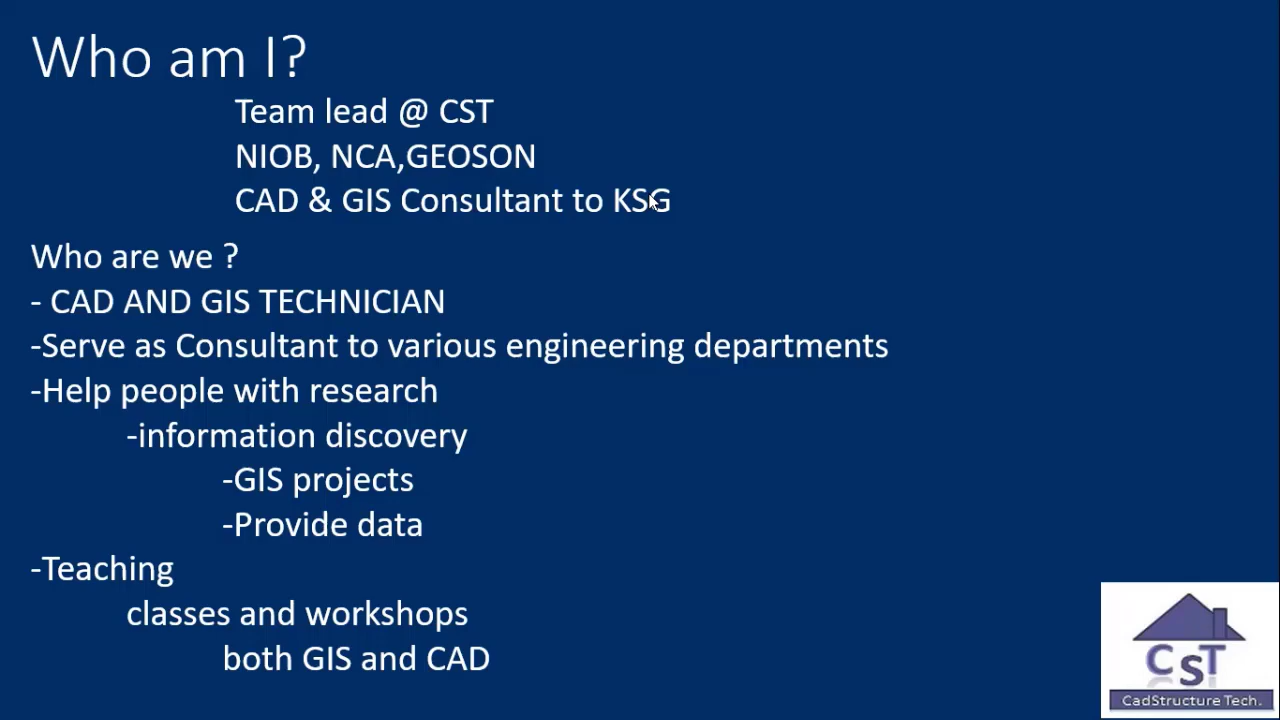 Who am I?
Team lead @ CST
NIOB, NCA,GEOSON
CAD & GIS Consultant to KSG
Who are we ?
- CAD AND GIS TECHNICIAN
-Serve as Consultant to various engineering departments
-Help people with research
-information discovery
-GIS projects
-Provide data
-Teaching
classes and workshops
both GIS and CAD
CST
CadStructure Tech.